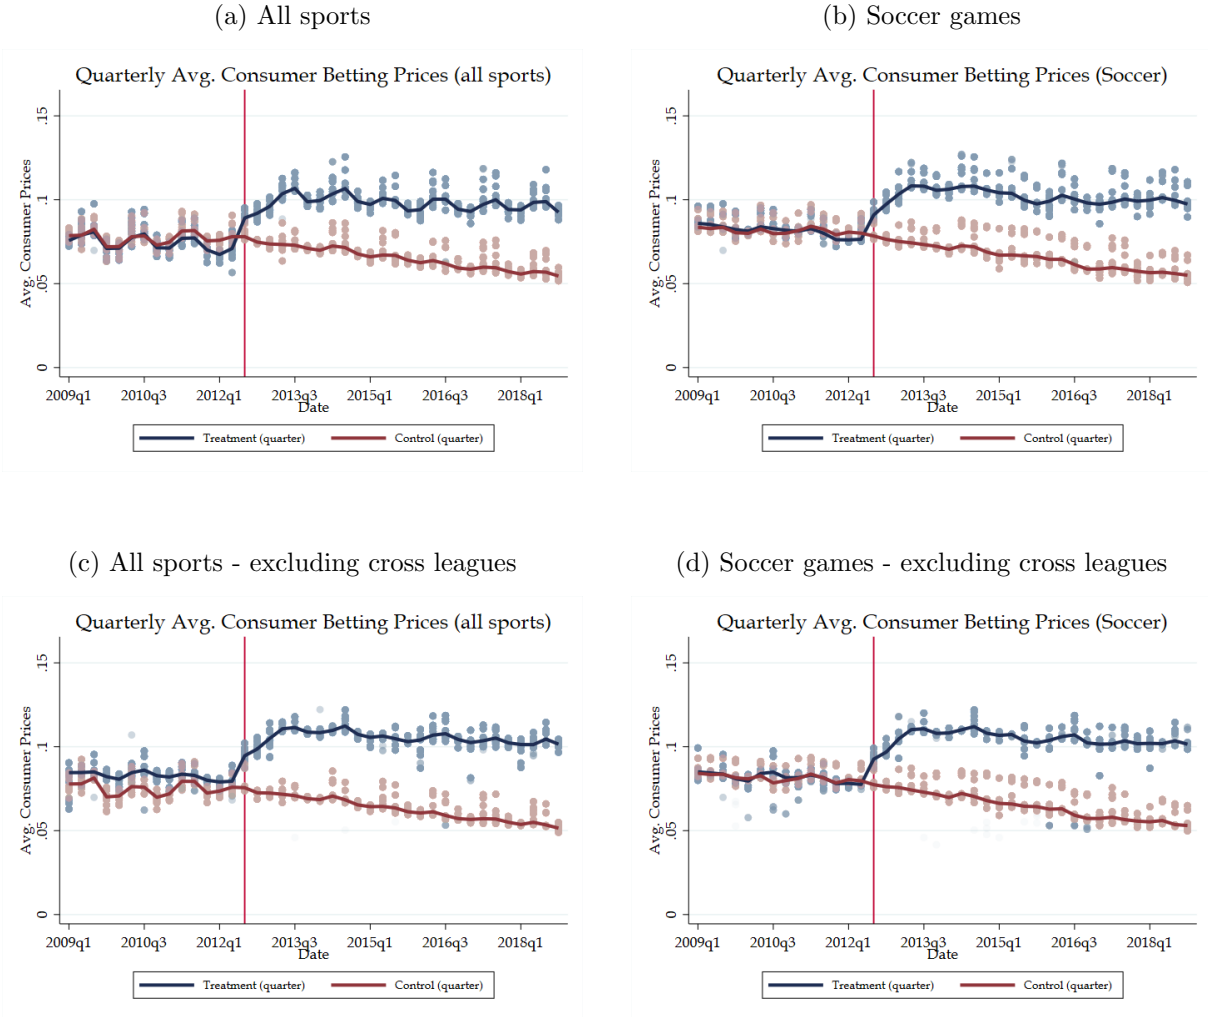 (a) All sports
(b) Soccer games
Quarterly Avg. Consumer Betting Prices (all sports)
Avg. Consumer Prices
.15
.1
.05
0
2009q1 2010q3 2012q1 2013q3 2015q1 2016q3 2018q1
Date
Treatment (quarter) Control (quarter)
Quarterly Avg. Consumer Betting Prices (Soccer)
Avg. Consumer Prices
.15
.1
.05
0
2009q1 2010q3 2012q1 2013q3 2015q1 2016q3 2018q1
Date
Treatment (quarter) Control (quarter)
(c) All sports - excluding cross leagues
(d) Soccer games - excluding cross leagues
Quarterly Avg. Consumer Betting Prices (all sports)
Avg. Consumer Prices
.15
.1
.05
0
2009q1 2010q3 2012q1 2013q3 2015q1 2016q3 2018q1
Date
Treatment (quarter) Control (quarter)
Quarterly Avg. Consumer Betting Prices (Soccer)
Avg. Consumer Prices
.15
.1
.05
0
2009q1 2010q3 2012q1 2013q3 2015q1 2016q3 2018q1
Date
Treatment (quarter) Control (quarter)